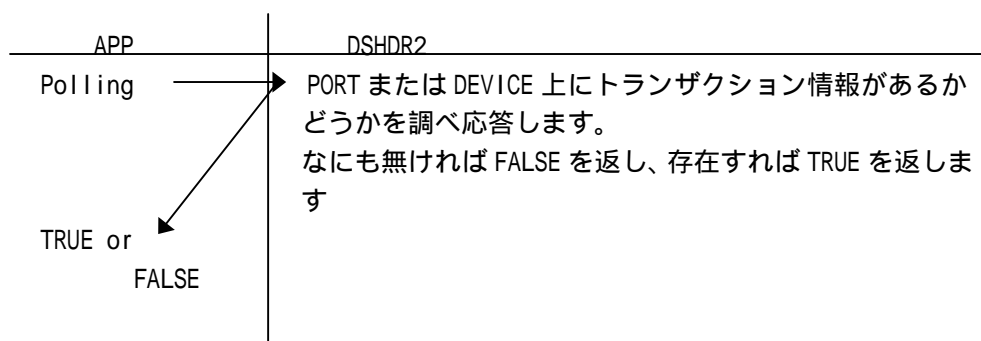 APP DSHDR2
Polling PORT または DEVICE 上にトランザクション情報があるか
どうかを調べ応答します。
なにも無ければ FALSE を返し、存在すれば TRUE を返しま
す
TRUE or
FALSE